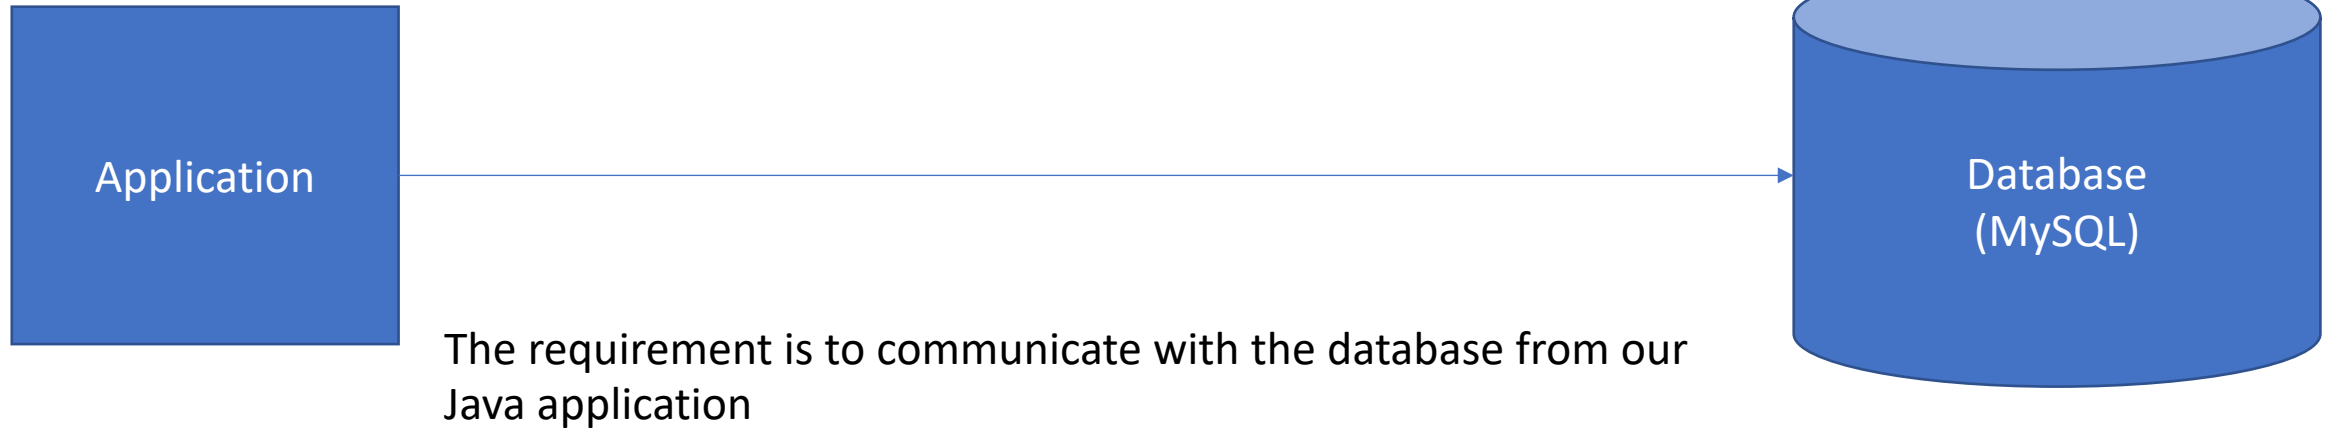 Application
Database
(MySQL)
The requirement is to communicate with the database from our
Java application